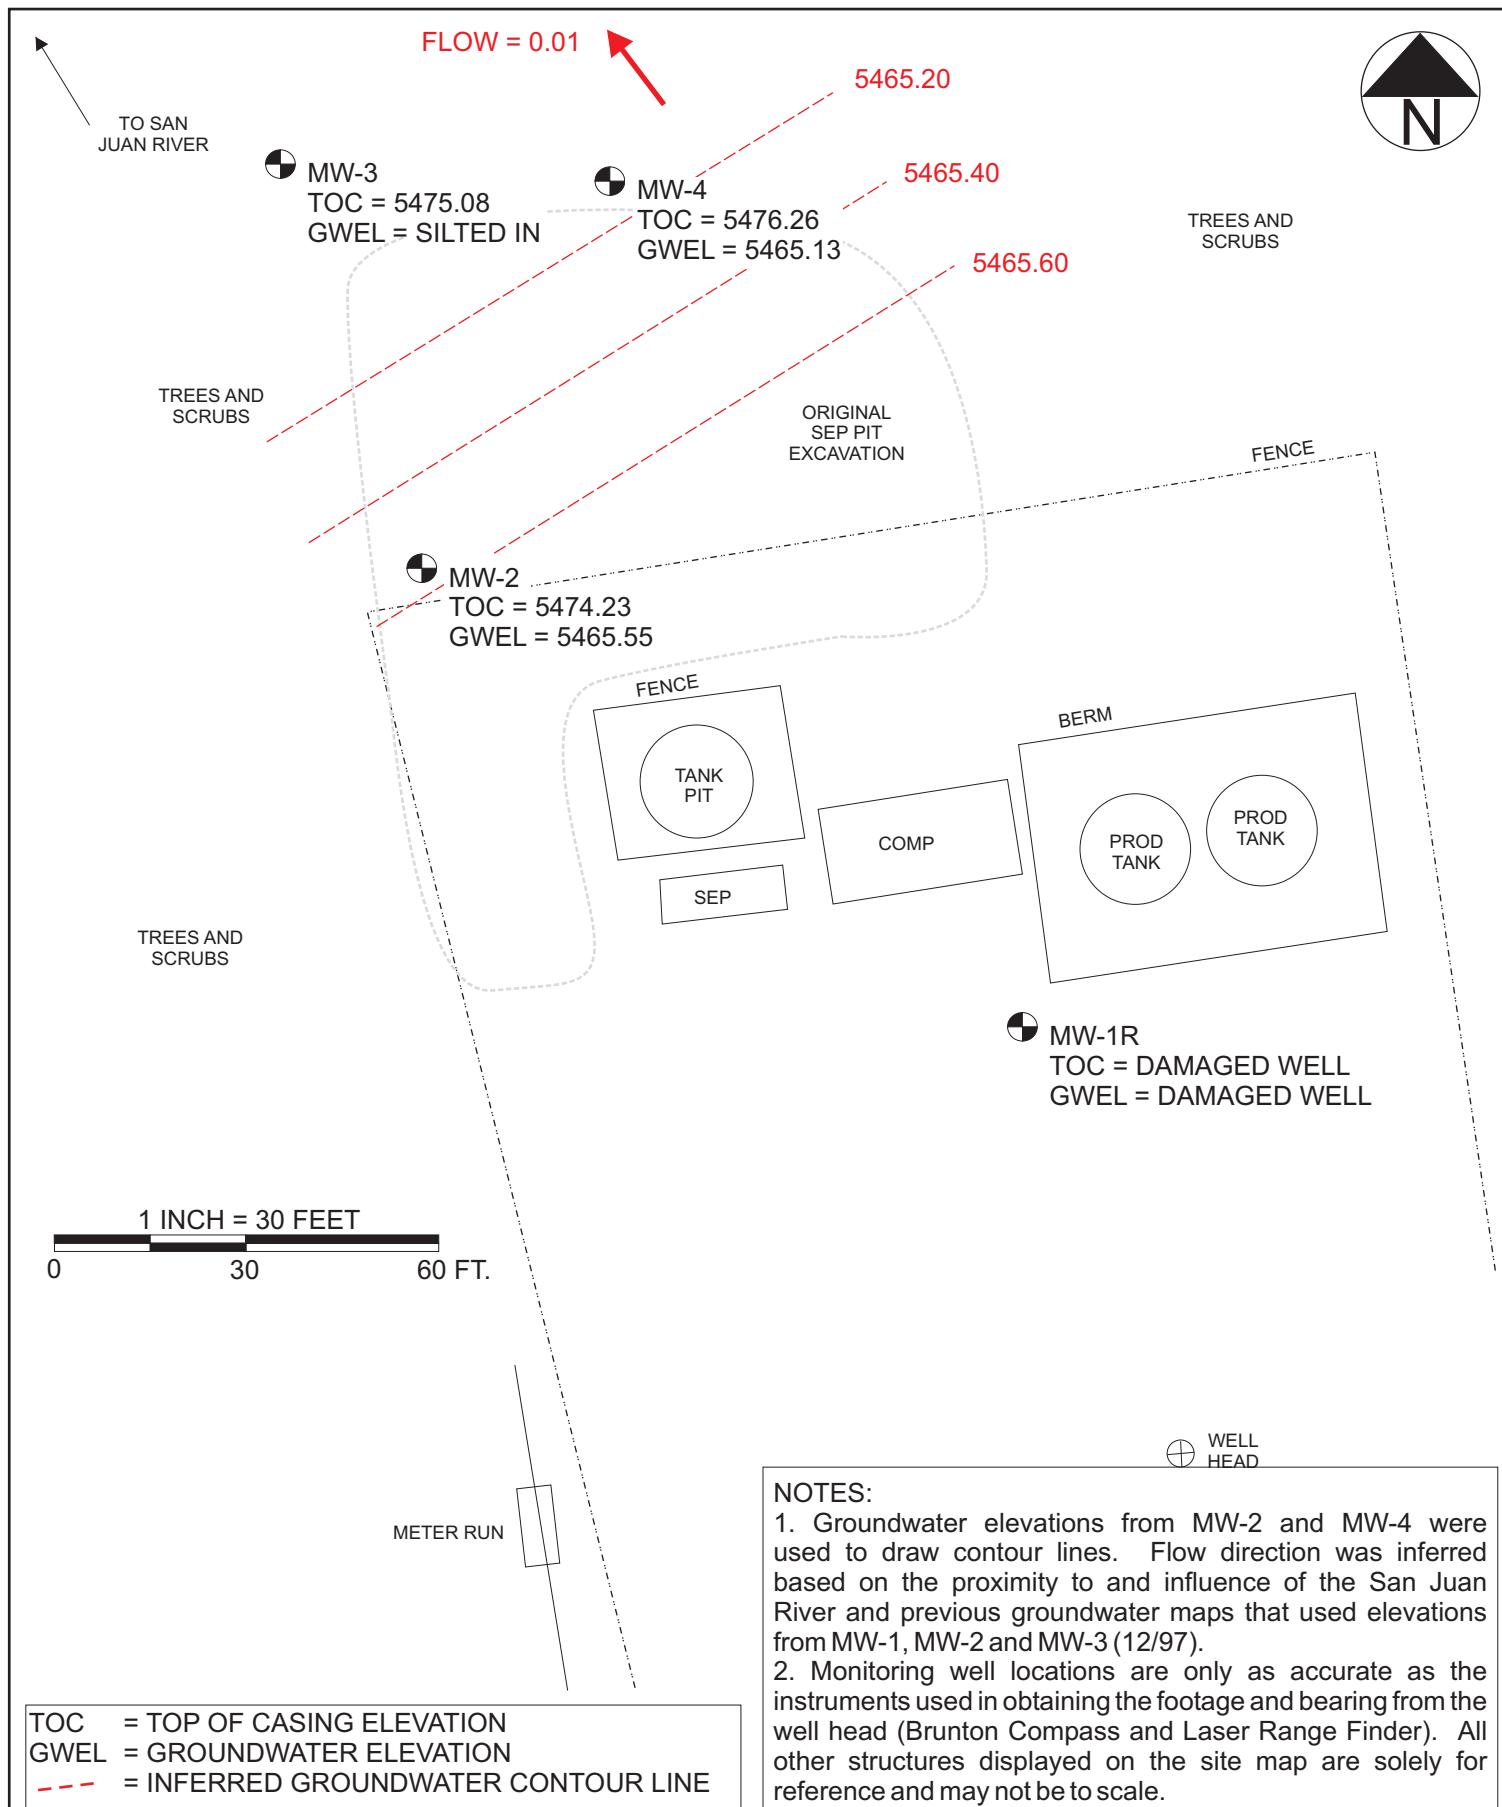 FLOW = 0.01
5465.20
N
TO SAN
JUAN RIVER
MW-3
TOC = 5475.08
GWEL = SILTED IN
MW-4
TOC = 5476.26
GWEL = 5465.13
5465.40
5465.60
TREES AND
SCRUBS
TREES AND
SCRUBS
ORIGINAL
SEP PIT
EXCAVATION
FENCE
MW-2
TOC = 5474.23
GWEL = 5465.55
FENCE
TANK
PIT
BERM
COMP
PROD
TANK
PROD
TANK
SEP
TREES AND
SCRUBS
MW-1R
TOC = DAMAGED WELL
GWEL = DAMAGED WELL
1 INCH = 30 FEET
0 30 60 FT.
WELL
HEAD
METER RUN
NOTES:
1. Groundwater elevations from MW-2 and MW-4 were
used to draw contour lines. Flow direction was inferred
based on the proximity to and influence of the San Juan
River and previous groundwater maps that used elevations
from MW-1, MW-2 and MW-3 (12/97).
2. Monitoring well locations are only as accurate as the
instruments used in obtaining the footage and bearing from the
well head (Brunton Compass and Laser Range Finder). All
other structures displayed on the site map are solely for
reference and may not be to scale.
TOC = TOP OF CASING ELEVATION
GWEL = GROUNDWATER ELEVATION
= INFERRED GROUNDWATER CONTOUR LINE